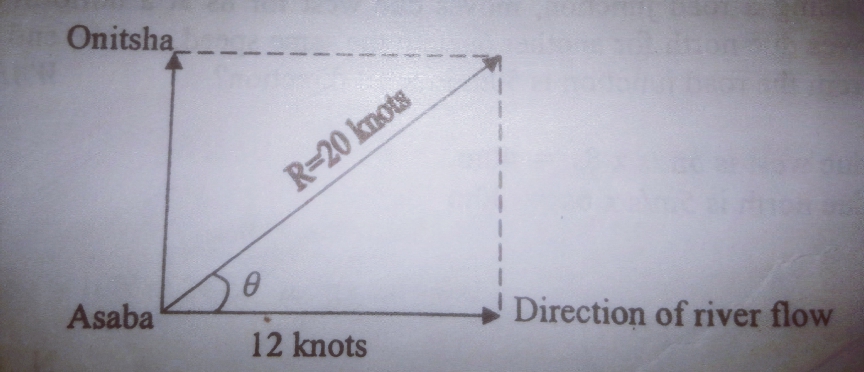 Onitsha
R=20 knots
θ
Asaba
Direction of river flow
12 knots